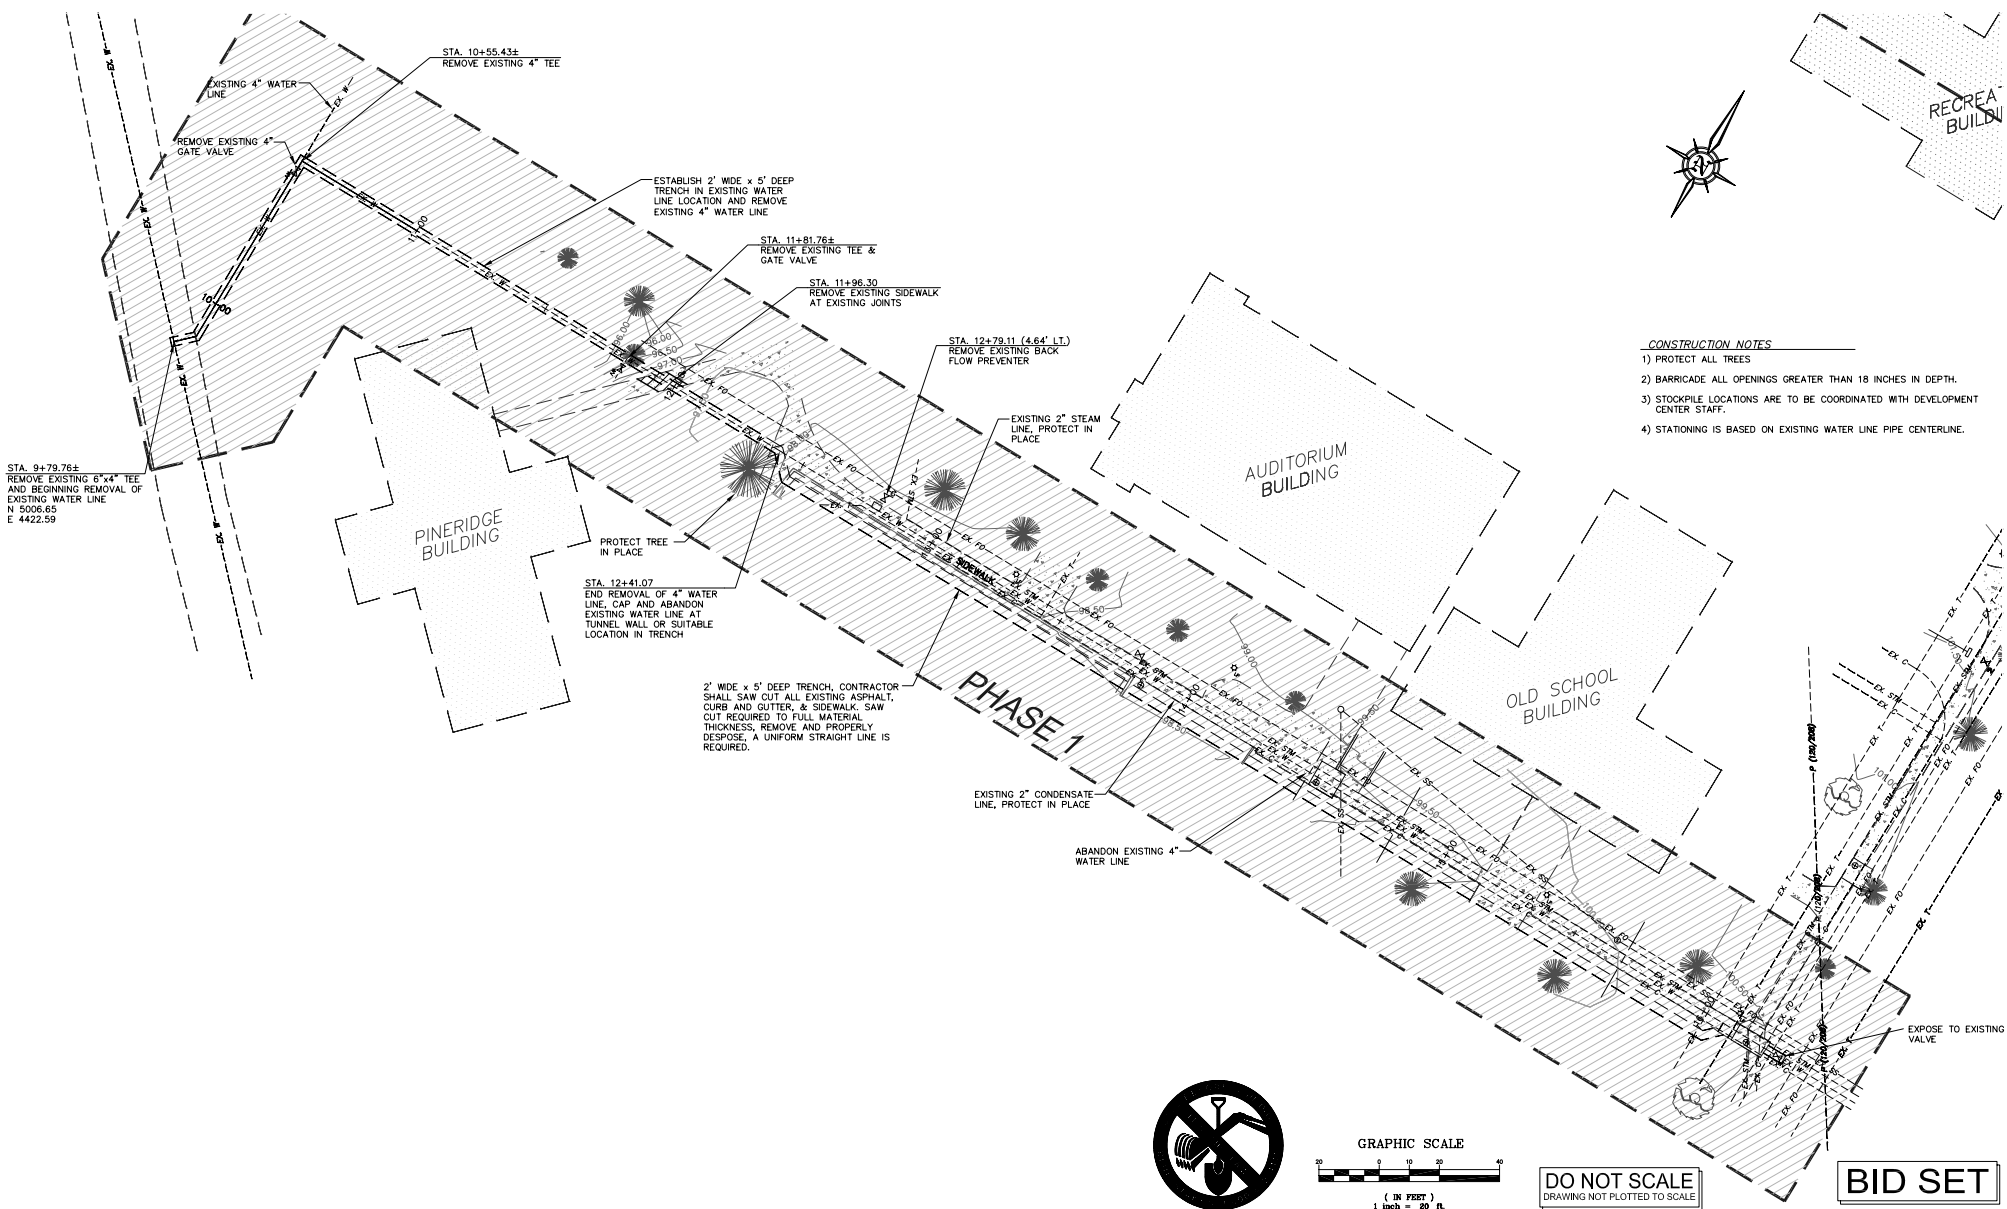 STA. 10+55.43±
REMOVE EXISTING 4" TEE
EXISTING 4" WATER
LINE
REMOVE EXISTING 4"
GATE VALVE
ESTABLISH 2' WIDE x 5' DEEP
TRENCH IN EXISTING WATER
LINE LOCATION AND REMOVE
EXISTING 4" WATER LINE
STA. 11+81.76±
REMOVE EXISTING TEE &
GATE VALVE
STA. 11+96.30
REMOVE EXISTING SIDEWALK
AT EXISTING JOINTS
STA. 12+79.11 (4.64' LT.)
REMOVE EXISTING BACK
FLOW PREVENTER
EXISTING 2" STEAM
LINE, PROTECT IN
PLACE
STA. 9+79.76±
REMOVE EXISTING 6"x4" TEE
AND BEGINNING REMOVAL OF
EXISTING WATER LINE
N 5006.65
E 4422.59
PINERIDGE
BUILDING
PROTECT TREE
IN PLACE
STA. 12+41.07
END REMOVAL OF 4" WATER
LINE, CAP AND ABANDON
EXISTING WATER LINE AT
TUNNEL WALL OR SUITABLE
LOCATION IN TRENCH
2' WIDE x 5' DEEP TRENCH, CONTRACTOR
SHALL SAW CUT ALL EXISTING ASPHALT,
CURB AND GUTTER, & SIDEWALK. SAW
CUT REQUIRED TO FULL MATERIAL
THICKNESS, REMOVE AND PROPERLY
DESPOSE, A UNIFORM STRAIGHT LINE IS
REQUIRED.
SIDEWALK
PHASE 1
EXISTING 2" CONDENSATE
LINE, PROTECT IN PLACE
ABANDON EXISTING 4"
WATER LINE
AUDITORIUM
BUILDING
OLD SCHOOL
BUILDING
RECREA
BUILDI
CONSTRUCTION NOTES
1) PROTECT ALL TREES
2) BARRICADE ALL OPENINGS GREATER THAN 18 INCHES IN DEPTH.
3) STOCKPILE LOCATIONS ARE TO BE COORDINATED WITH DEVELOPMENT
CENTER STAFF.
4) STATIONING IS BASED ON EXISTING WATER LINE PIPE CENTERLINE.
EXPOSE TO EXISTING
VALVE
P (120/208)
GRAPHIC SCALE
20 0 10 20 40
( IN FEET )
1 inch = 20 ft.
DO NOT SCALE
DRAWING NOT PLOTTED TO SCALE
BID SET